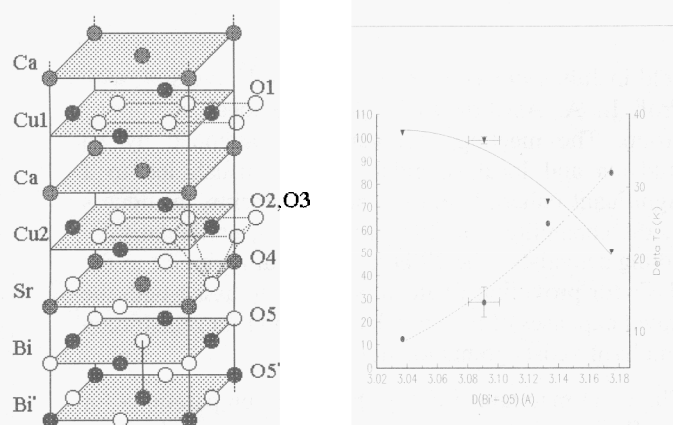 Ca
O1
Cu1
Ca
O2,O3
Cu2
O4
Sr
O5
Bi
O5'
Bi'
110
100
90
80
70
60
50
40
30
20
10
0
40
30
20
10
Delta Tc (K)
3.02 3.04 3.06 3.08 3.10 3.12 3.14 3.16 3.18
D(Bi'-O5)(A)